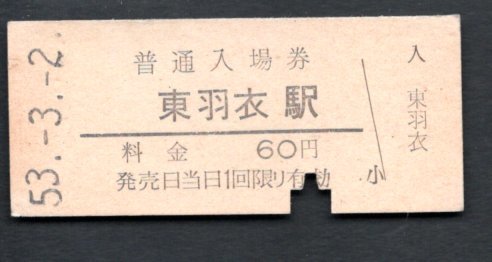 53.-3.-2.
普通入場券
東羽衣駅
料金 60円
発売日当日1回限り有効
小
入
東羽衣